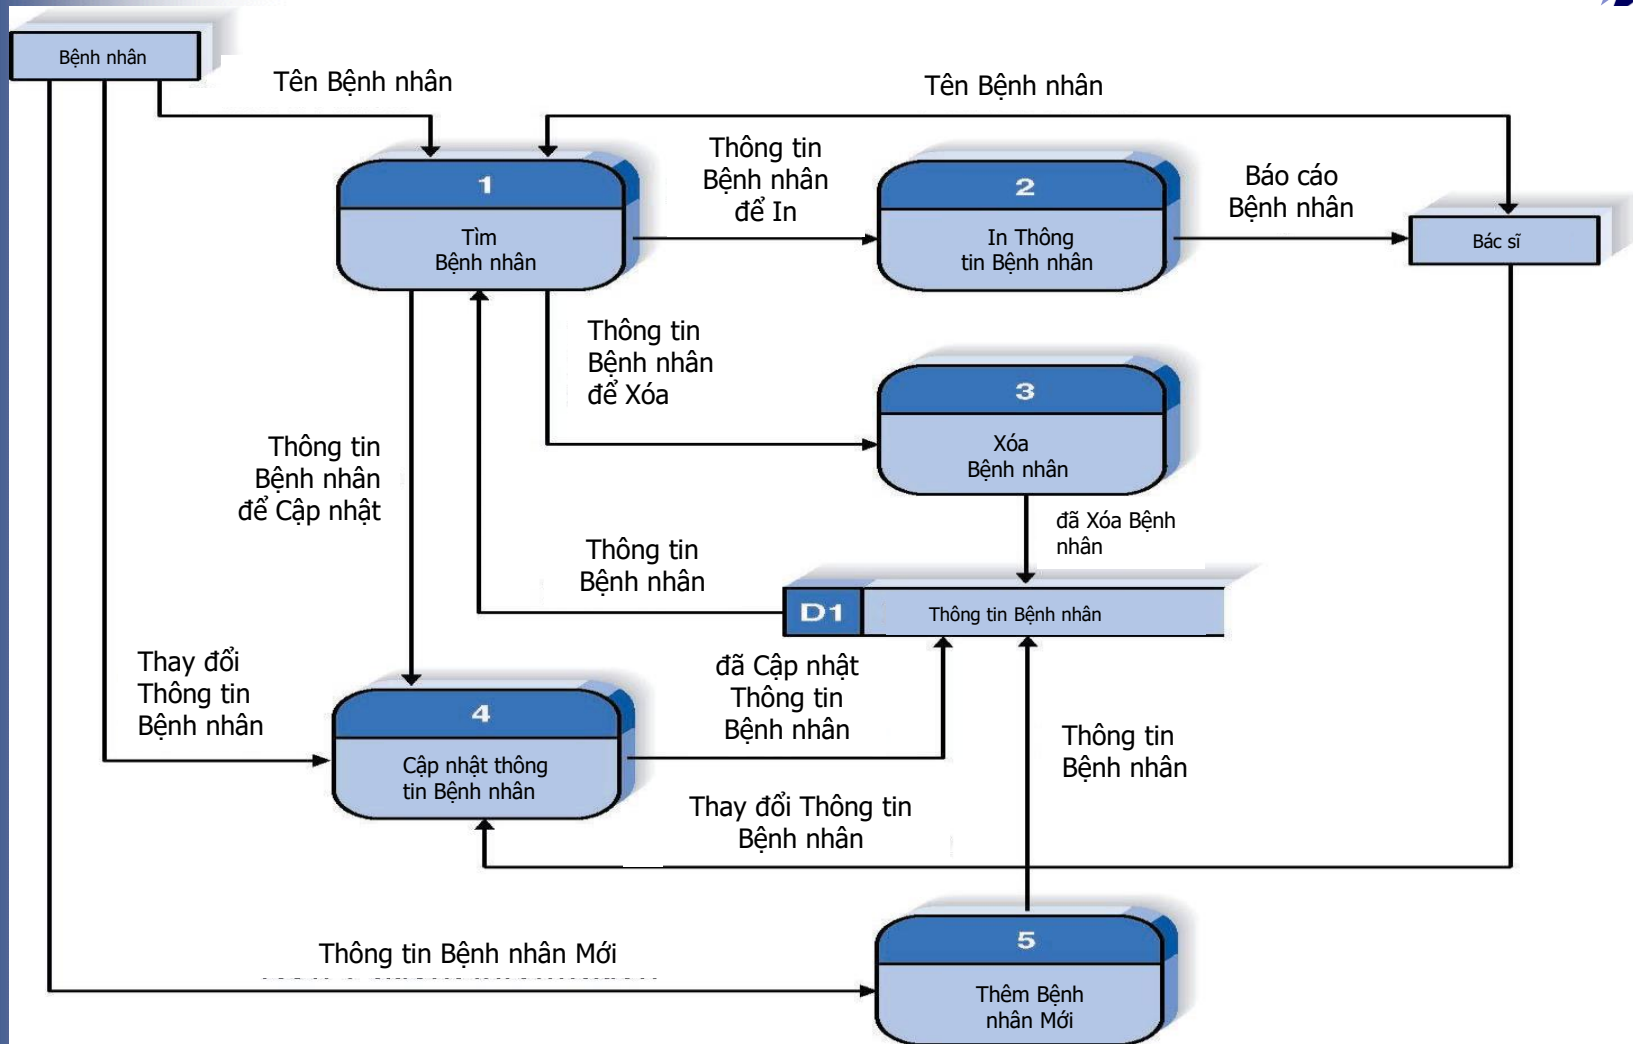 Bệnh nhân
Tên Bệnh nhân
Tên Bệnh nhân
1
Tìm
Bệnh nhân
Thông tin
Bệnh nhân
để In
2
In Thông
tin Bệnh nhân
Báo cáo
Bệnh nhân
Bác sĩ
Thông tin
Bệnh nhân
để Xóa
3
Xóa
Bệnh nhân
Thông tin
Bệnh nhân
để Cập nhật
đã Xóa Bệnh
nhân
Thông tin
Bệnh nhân
D1
Thông tin Bệnh nhân
Thay đổi
Thông tin
Bệnh nhân
4
Cập nhật thông
tin Bệnh nhân
đã Cập nhật
Thông tin
Bệnh nhân
Thông tin
Bệnh nhân
Thay đổi Thông tin
Bệnh nhân
Thông tin Bệnh nhân Mới
5
Thêm Bệnh
nhân Mới